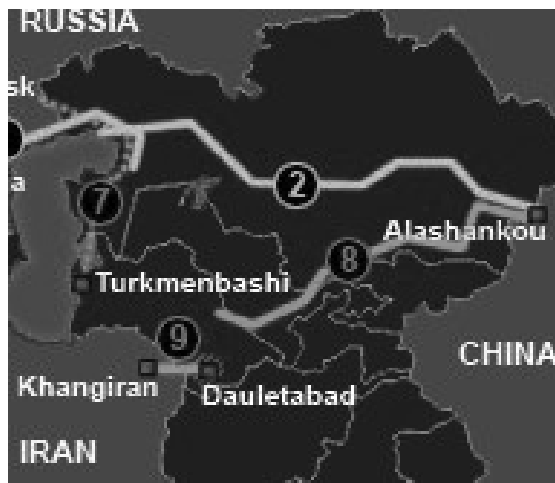 RUSSIA
sk
2
a
7
Alashankou
8
Turkmenbashi
9
CHINA
Khangiran
Dauletabad
IRAN